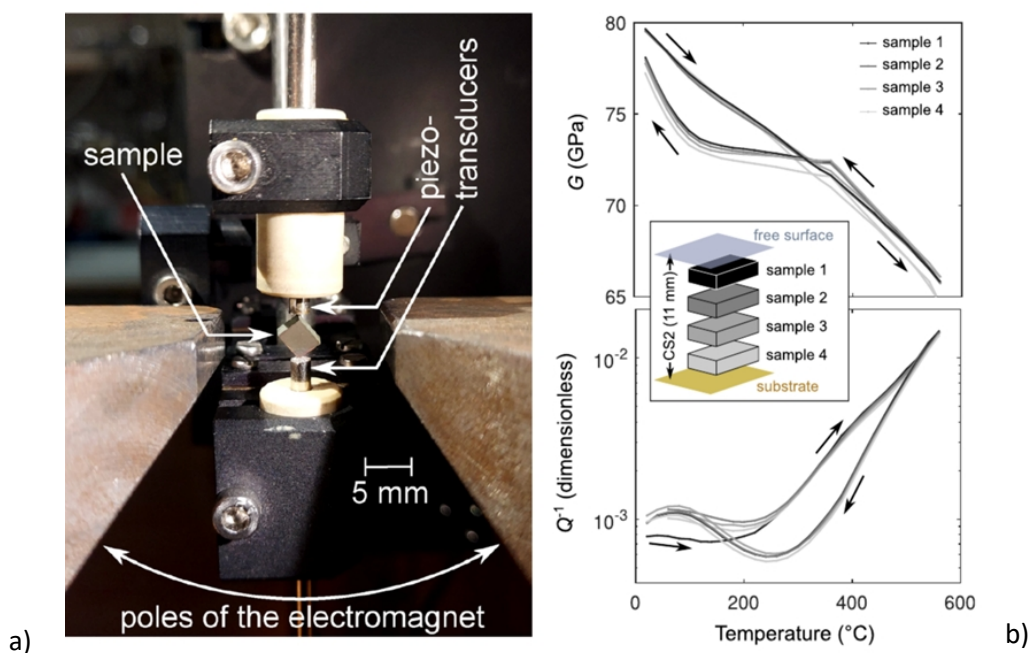 sample
piezo-
transducers
5 mm
poles of the electromagnet
a)
80
75
70
65
G (GPa)
sample 1
sample 2
sample 3
sample 4
free surface
CS2 (11 mm)
sample 1
sample 2
sample 3
sample 4
substrate
10⁻²
10⁻³
Q⁻¹ (dimensionless)
0
200
400
600
Temperature (°C)
b)